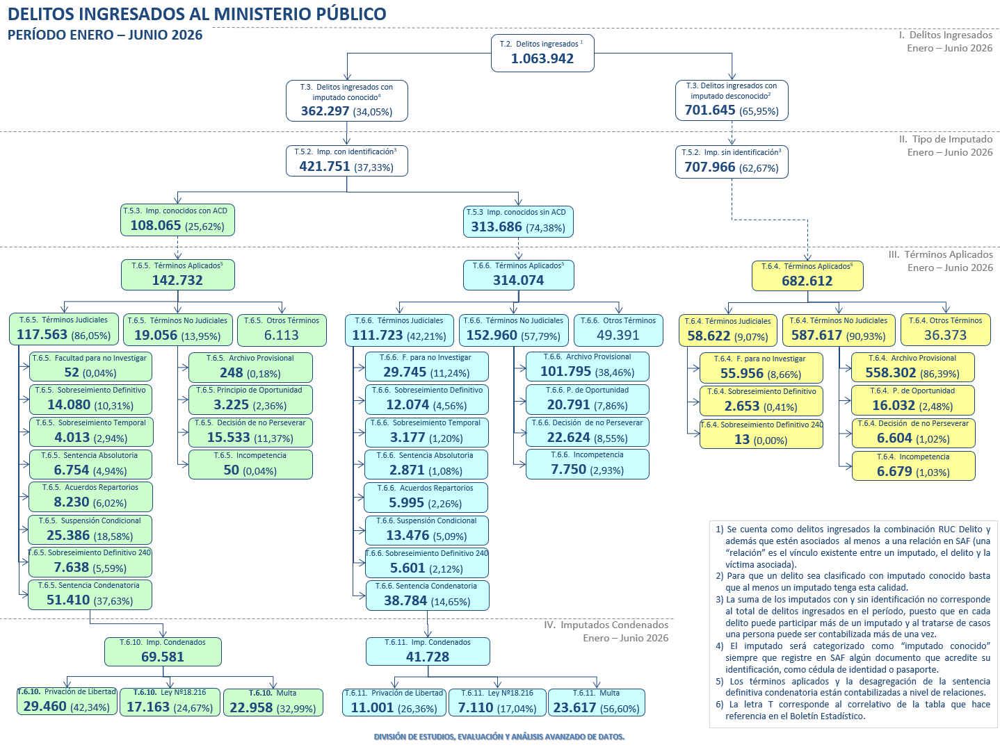 DELITOS INGRESADOS AL MINISTERIO PÚBLICO
PERÍODO ENERO – JUNIO 2026
I. Delitos Ingresados
Enero – Junio 2026
T.2. Delitos ingresados ¹
1.063.942
T.3. Delitos ingresados con
imputado conocido⁴
362.297 (34,05%)
T.3. Delitos ingresados con
imputado desconocido²
701.645 (65,95%)
II. Tipo de Imputado
Enero – Junio 2026
T.5.2. Imp. con identificación³
421.751 (37,33%)
T.5.2. Imp. sin identificación³
707.966 (62,67%)
T.5.3. Imp. conocidos con ACD
108.065 (25,62%)
T.5.3 Imp. conocidos sin ACD
313.686 (74,38%)
III. Términos Aplicados
Enero – Junio 2026
T.6.5. Términos Aplicados⁵
142.732
T.6.6. Términos Aplicados⁵
314.074
T.6.4. Términos Aplicados⁵
682.612
T.6.5. Términos Judiciales
117.563 (86,05%)
T.6.5. Términos No Judiciales
19.056 (13,95%)
T.6.5. Otros Términos
6.113
T.6.6. Términos Judiciales
111.723 (42,21%)
T.6.6. Términos No Judiciales
152.960 (57,79%)
T.6.6. Otros Términos
49.391
T.6.4. Términos Judiciales
58.622 (9,07%)
T.6.4. Términos No Judiciales
587.617 (90,93%)
T.6.4. Otros Términos
36.373
T.6.5. Facultad para no Investigar
52 (0,04%)
T.6.5. Sobreseimiento Definitivo
14.080 (10,31%)
T.6.5. Sobreseimiento Temporal
4.013 (2,94%)
T.6.5. Sentencia Absolutoria
6.754 (4,94%)
T.6.5. Acuerdos Repartorios
8.230 (6,02%)
T.6.5. Suspensión Condicional
25.386 (18,58%)
T.6.5. Sobreseimiento Definitivo 240
7.638 (5,59%)
T.6.5. Sentencia Condenatoria
51.410 (37,63%)
T.6.5. Archivo Provisional
248 (0,18%)
T.6.5. Principio de Oportunidad
3.225 (2,36%)
T.6.5. Decisión de no Perseverar
15.533 (11,37%)
T.6.5. Incompetencia
50 (0,04%)
T.6.6. F. para no Investigar
29.745 (11,24%)
T.6.6. Sobreseimiento Definitivo
12.074 (4,56%)
T.6.6. Sobreseimiento Temporal
3.177 (1,20%)
T.6.6. Sentencia Absolutoria
2.871 (1,08%)
T.6.6. Acuerdos Repartorios
5.995 (2,26%)
T.6.6. Suspensión Condicional
13.476 (5,09%)
T.6.6. Sobreseimiento Definitivo 240
5.601 (2,12%)
T.6.6. Sentencia Condenatoria
38.784 (14,65%)
T.6.6. Archivo Provisional
101.795 (38,46%)
T.6.6. P. de Oportunidad
20.791 (7,86%)
T.6.6. Decisión de no Perseverar
22.624 (8,55%)
T.6.6. Incompetencia
7.750 (2,93%)
T.6.4. F. para no Investigar
55.956 (8,66%)
T.6.4. Sobreseimiento Definitivo
2.653 (0,41%)
T.6.4. Sobreseimiento Definitivo 240
13 (0,00%)
T.6.4. Archivo Provisional
558.302 (86,39%)
T.6.4. P. de Oportunidad
16.032 (2,48%)
T.6.4. Decisión de no Perseverar
6.604 (1,02%)
T.6.4. Incompetencia
6.679 (1,03%)
IV. Imputados Condenados
Enero – Junio 2026
T.6.10. Imp. Condenados
69.581
T.6.11. Imp. Condenados
41.728
T.6.10. Privación de Libertad
29.460 (42,34%)
T.6.10. Ley Nº18.216
17.163 (24,67%)
T.6.10. Multa
22.958 (32,99%)
T.6.11. Privación de Libertad
11.001 (26,36%)
T.6.11. Ley Nº18.216
7.110 (17,04%)
T.6.11. Multa
23.617 (56,60%)
1) Se cuenta como delitos ingresados la combinación RUC Delito y
además que estén asociados al menos a una relación en SAF (una
“relación” es el vínculo existente entre un imputado, el delito y la
víctima asociada).
2) Para que un delito sea clasificado con imputado conocido basta
que al menos un imputado tenga esta calidad.
3) La suma de los imputados con y sin identificación no corresponde
al total de delitos ingresados en el período, puesto que en cada
delito puede participar más de un imputado y al tratarse de casos
una persona puede ser contabilizada más de una vez.
4) El imputado será categorizado como “imputado conocido”
siempre que registre en SAF algún documento que acredite su
identificación, como cédula de identidad o pasaporte.
5) Los términos aplicados y la desagregación de la sentencia
definitiva condenatoria están contabilizadas a nivel de relaciones.
6) La letra T corresponde al correlativo de la tabla que hace
referencia en el Boletín Estadístico.
DIVISIÓN DE ESTUDIOS, EVALUACIÓN Y ANÁLISIS AVANZADO DE DATOS.